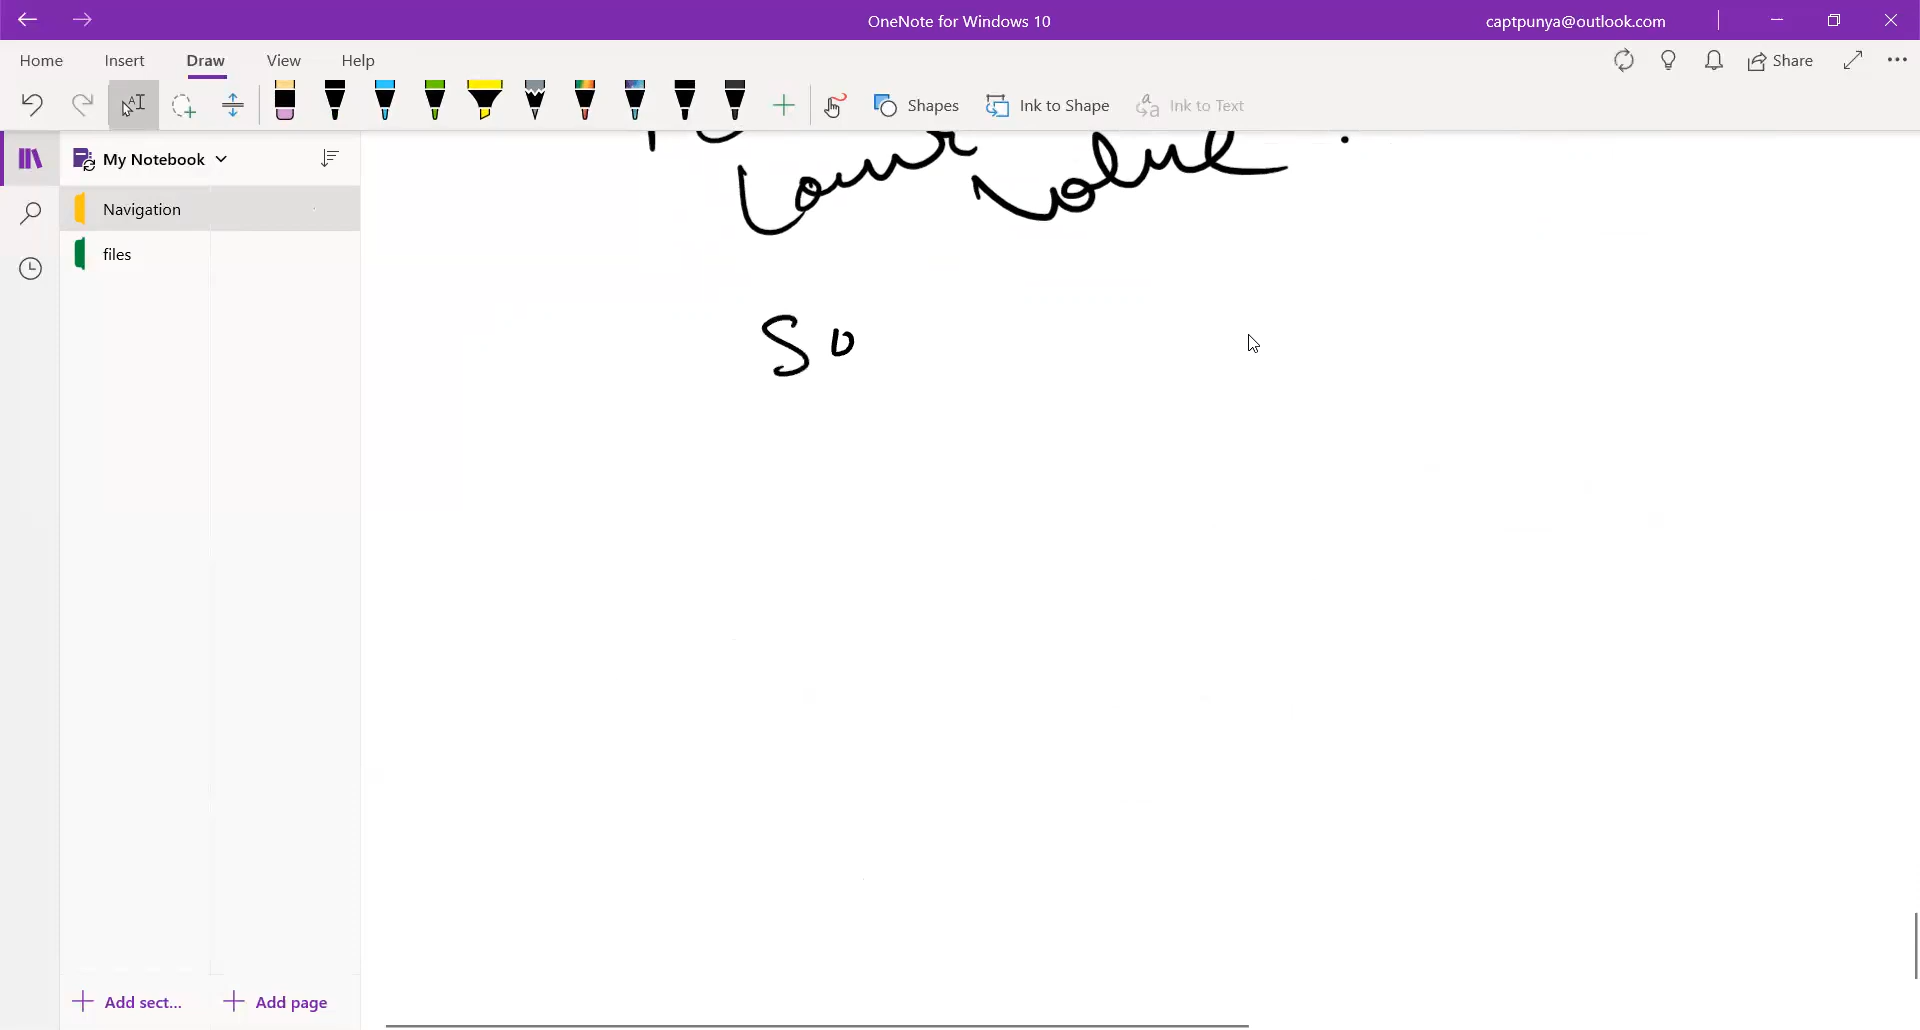 OneNote for Windows 10 captpunya@outlook.com
Home Insert Draw View Help Share
Shapes Ink to Shape Ink to Text
My Notebook
Lower value.
Navigation
files
So
Add sect... Add page